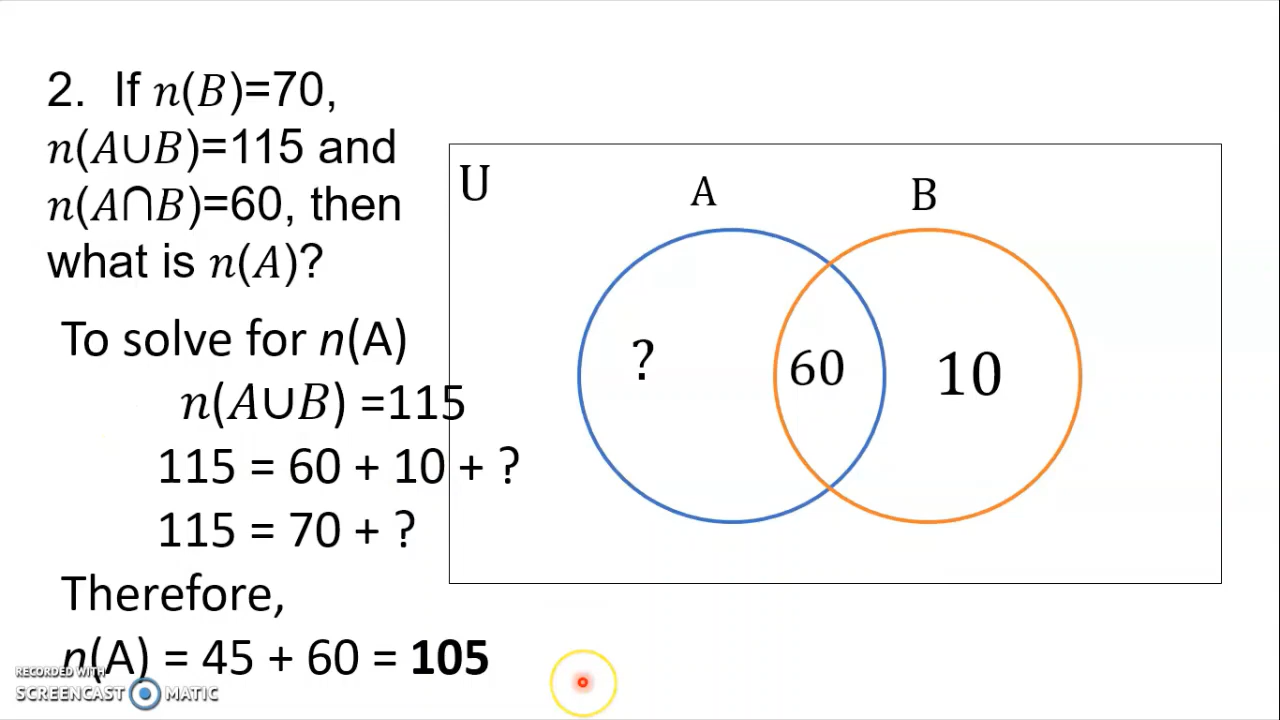 2. If n(B)=70,
n(A∪B)=115 and
n(A∩B)=60, then
what is n(A)?
To solve for n(A)
n(A∪B) =115
115 = 60 + 10 + ?
115 = 70 + ?
Therefore,
n(A) = 45 + 60 = 105
U
A
B
?
60
10
RECORDED WITH
SCREENCAST MATIC